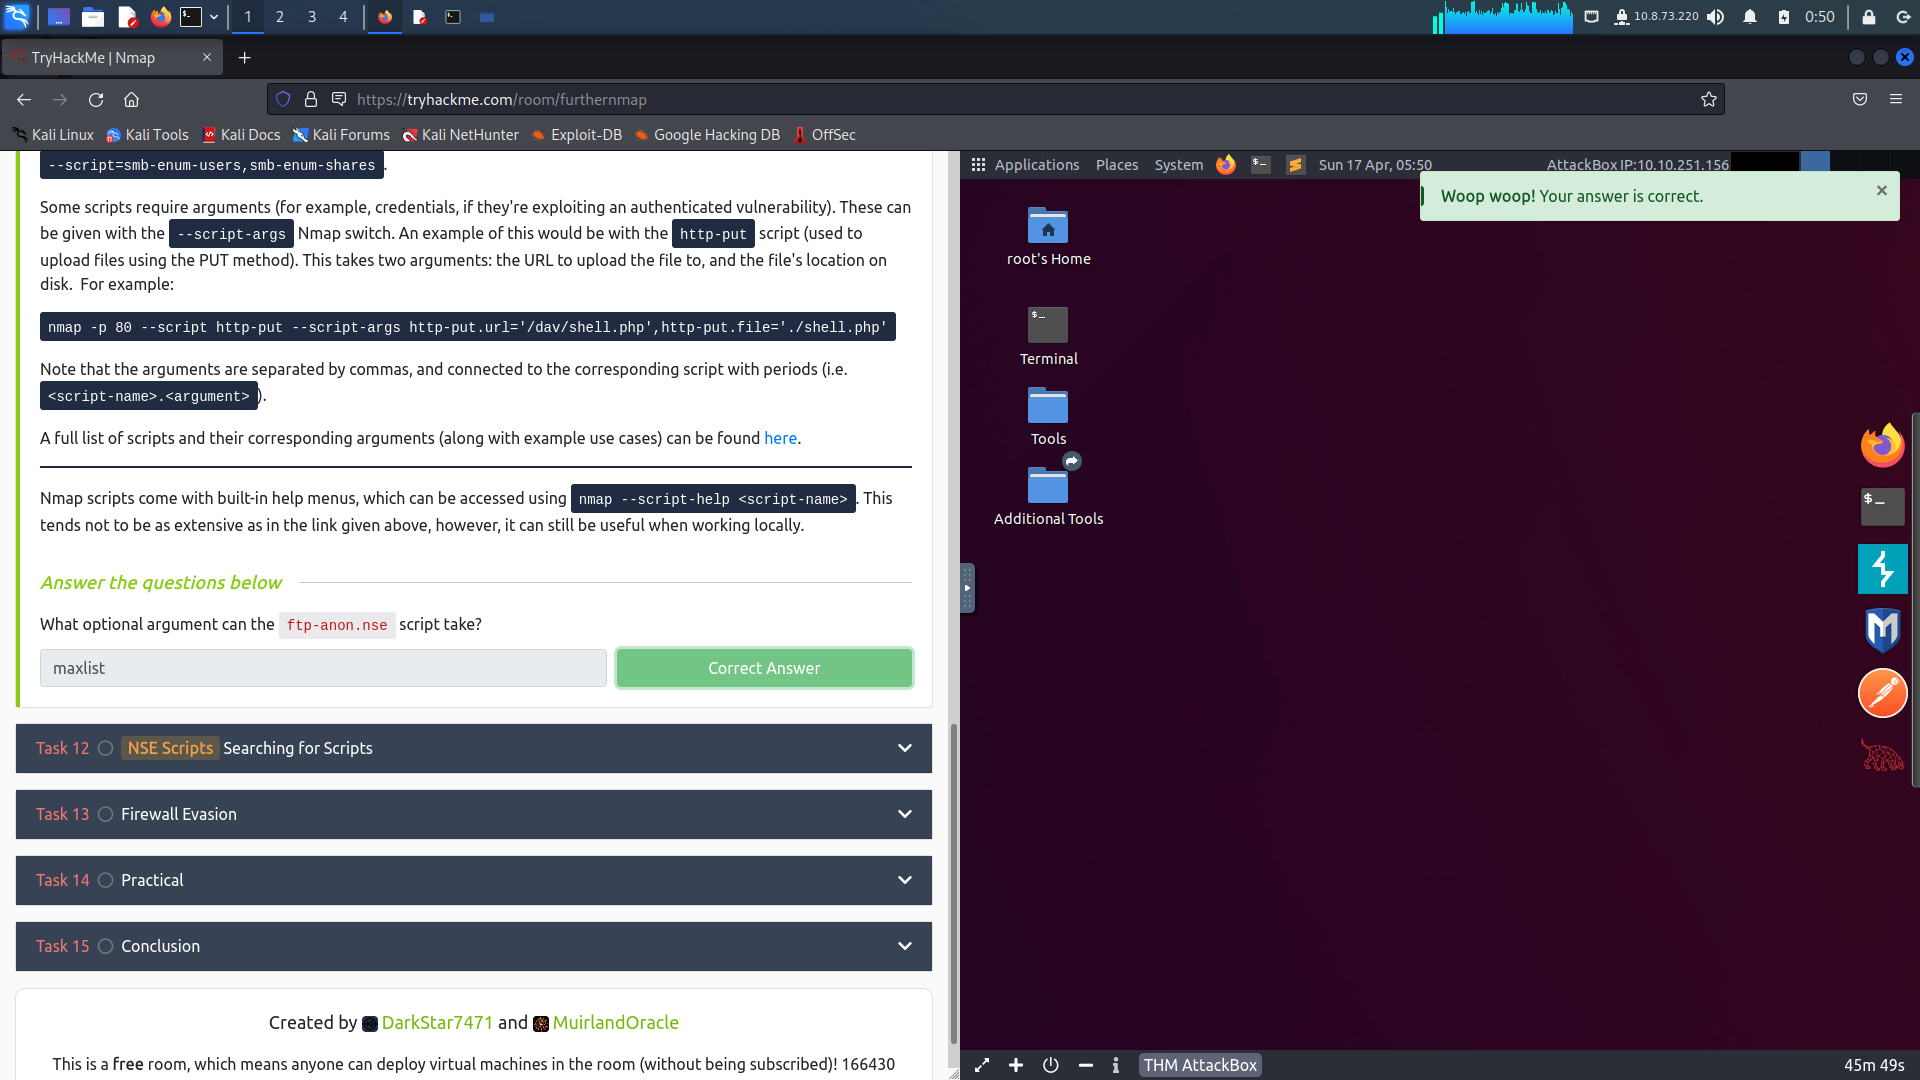 1 2 3 4
10.8.73.220 0:50
TryHackMe | Nmap
https://tryhackme.com/room/furthernmap
Kali Linux Kali Tools Kali Docs Kali Forums Kali NetHunter Exploit-DB Google Hacking DB OffSec
--script=smb-enum-users,smb-enum-shares.
Some scripts require arguments (for example, credentials, if they're exploiting an authenticated vulnerability). These can
be given with the --script-args Nmap switch. An example of this would be with the http-put script (used to
upload files using the PUT method). This takes two arguments: the URL to upload the file to, and the file's location on
disk. For example:
nmap -p 80 --script http-put --script-args http-put.url='/dav/shell.php',http-put.file='./shell.php'
Note that the arguments are separated by commas, and connected to the corresponding script with periods (i.e.
<script-name>.<argument>).
A full list of scripts and their corresponding arguments (along with example use cases) can be found here.
Nmap scripts come with built-in help menus, which can be accessed using nmap --script-help <script-name>. This
tends not to be as extensive as in the link given above, however, it can still be useful when working locally.
Answer the questions below
What optional argument can the ftp-anon.nse script take?
maxlist
Correct Answer
Task 12 NSE Scripts Searching for Scripts
Task 13 Firewall Evasion
Task 14 Practical
Task 15 Conclusion
Created by DarkStar7471 and MuirlandOracle
This is a free room, which means anyone can deploy virtual machines in the room (without being subscribed)! 166430
Applications Places System Sun 17 Apr, 05:50 AttackBox IP:10.10.251.156
Woop woop! Your answer is correct.
root's Home
Terminal
Tools
Additional Tools
THM AttackBox
45m 49s